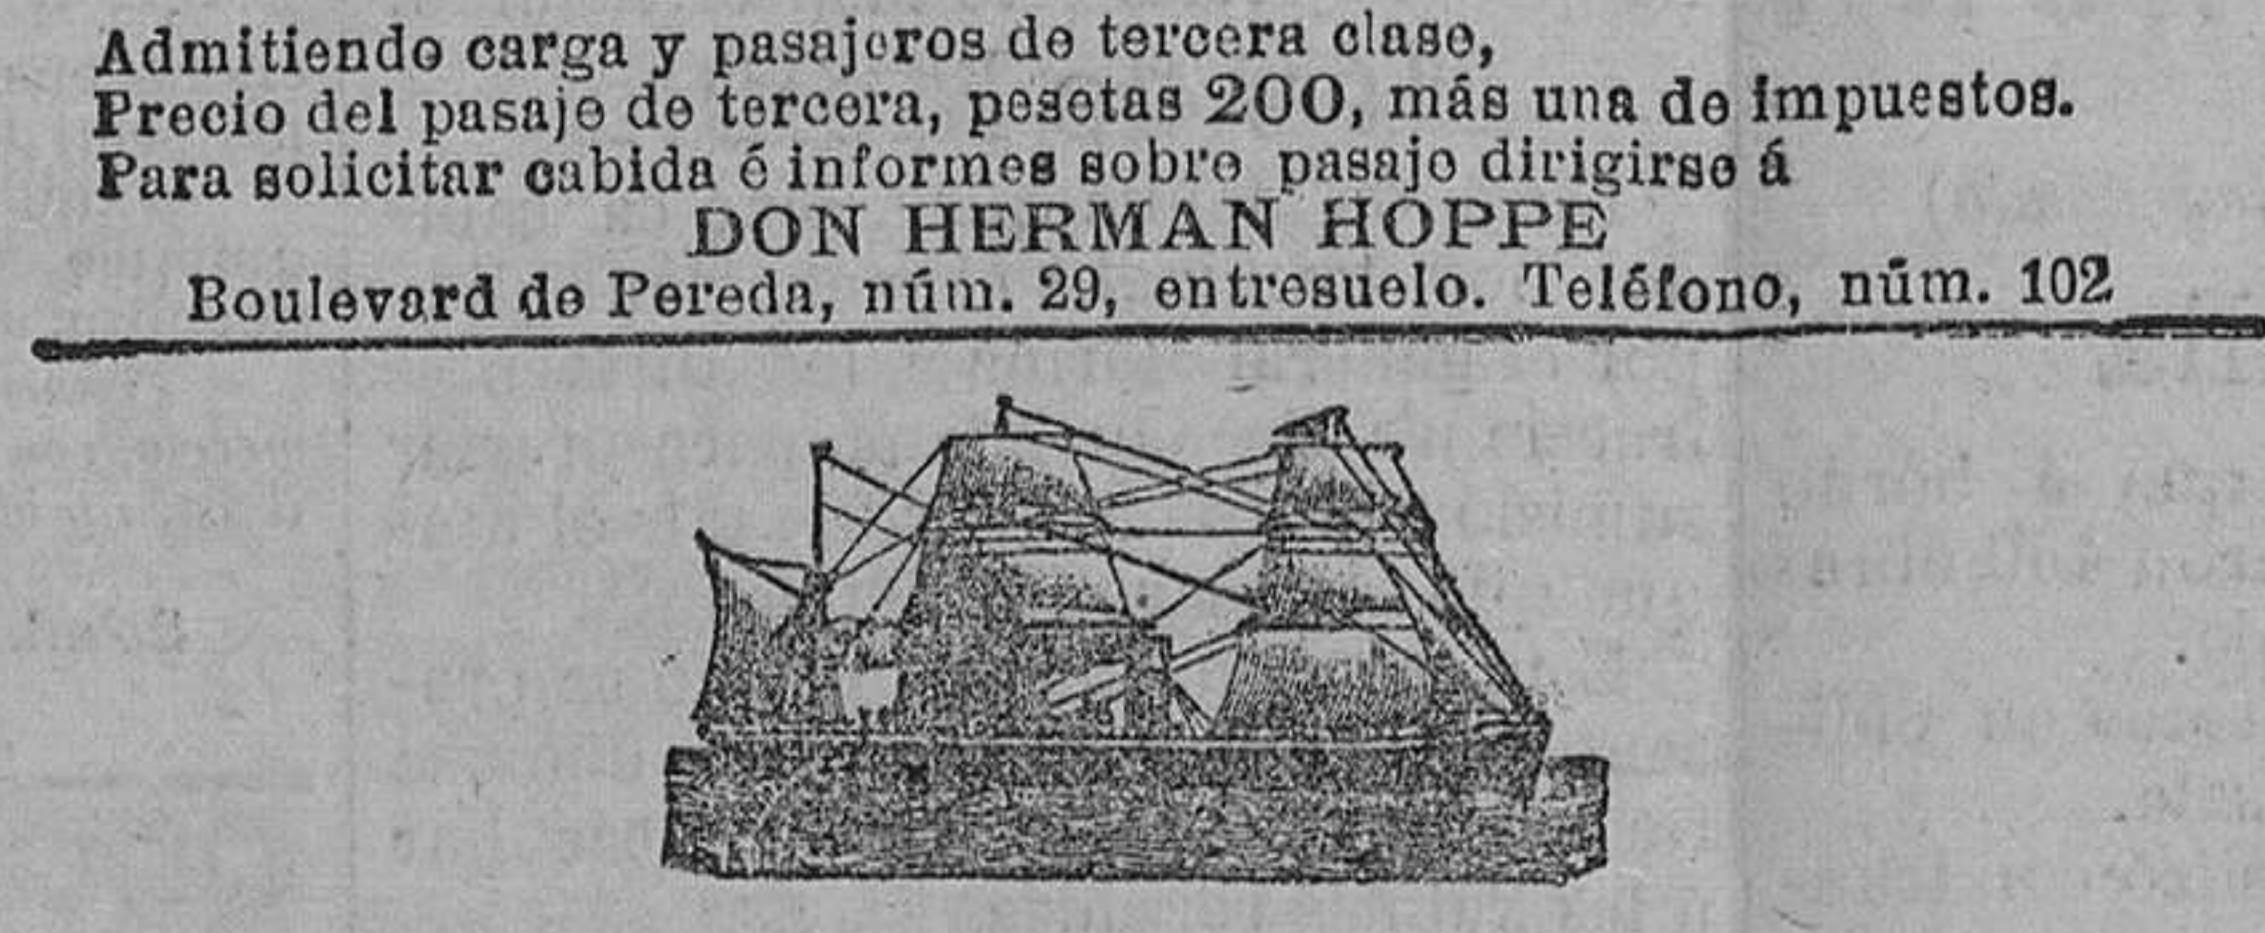 Admitiendo carga y pasajeros de tercera clase,
Precio del pasaje de tercera, pesetas 200, más una de impuestos.
Para solicitar cabida é informes sobre pasaje dirigirse á
DON HERMAN HOPPE
Boulevard de Pereda, núm. 29, entresuelo. Teléfono, núm. 102